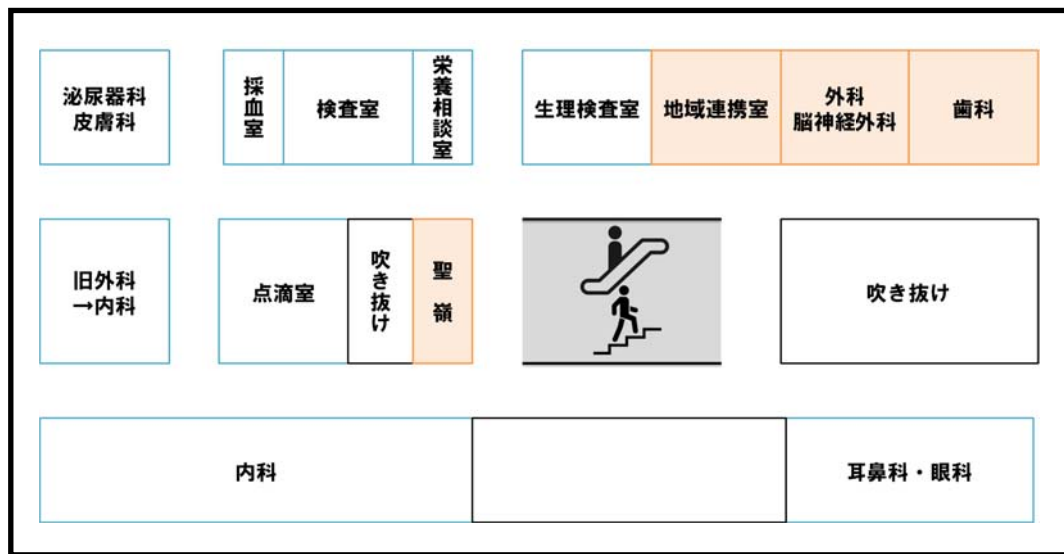 泌尿器科
皮膚科
採血室
検査室
栄養相談室
生理検査室
地域連携室
外科
脳神経外科
歯科
旧外科
→内科
点滴室
吹き抜け
聖嶺
吹き抜け
内科
耳鼻科・眼科